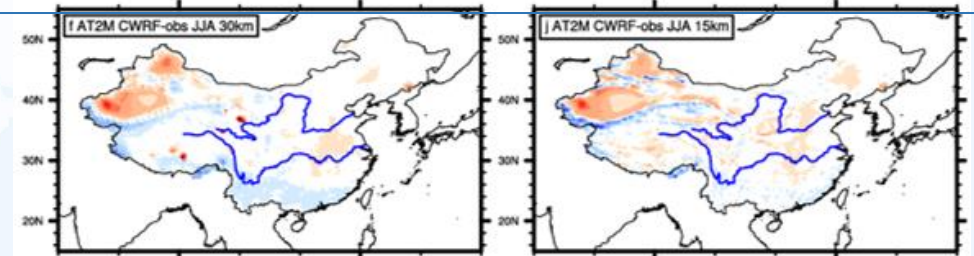 f AT2M CWRF-obs JJA 30km
50N
40N
30N
20N
j AT2M CWRF-obs JJA 15km
50N
40N
30N
20N